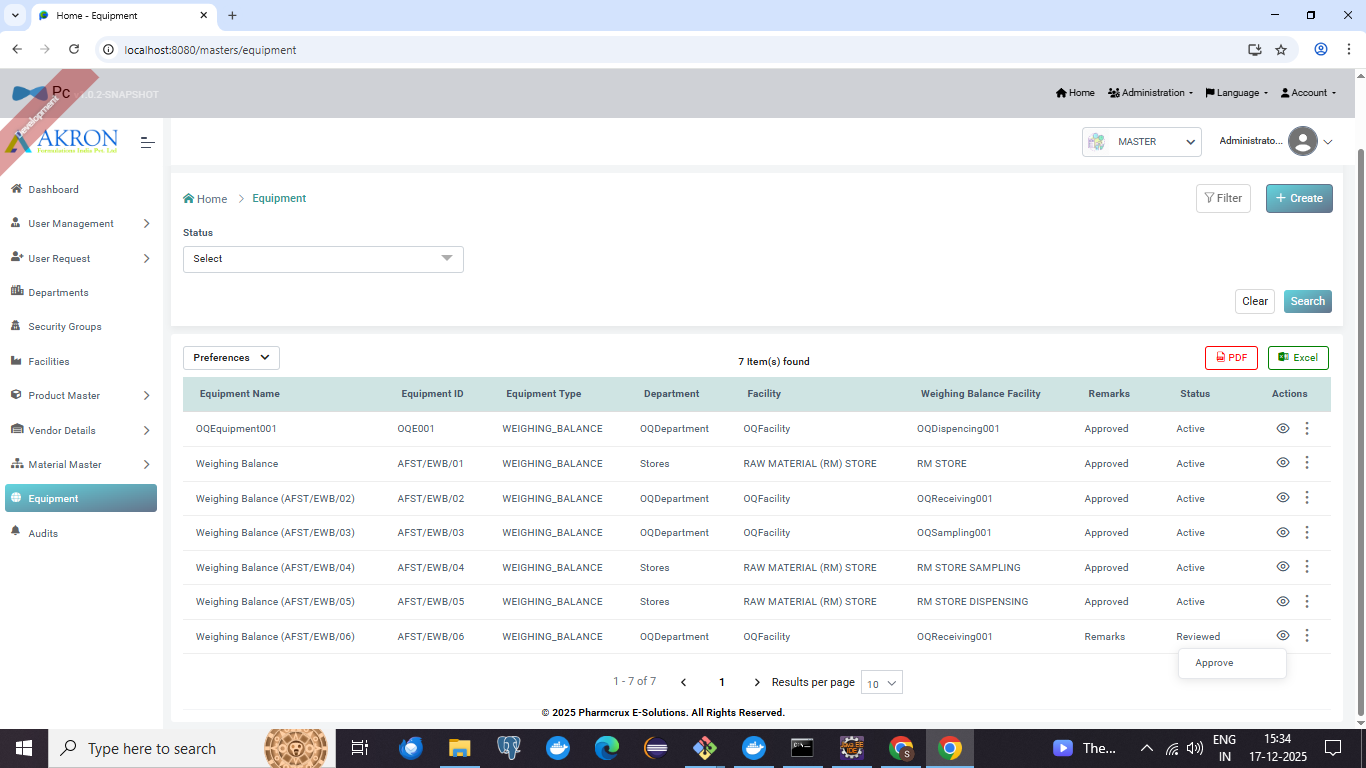 Home - Equipment
localhost:8080/masters/equipment
Pc v1.0.2-SNAPSHOT
Development
Home Administration Language Account
AKRON
Formulations India Pvt Ltd
MASTER
Administrato...
Dashboard
User Management
User Request
Departments
Security Groups
Facilities
Product Master
Vendor Details
Material Master
Equipment
Audits
Home > Equipment
Filter
+ Create
Status
Select
Clear
Search
Preferences
7 Item(s) found
PDF
Excel
Equipment Name Equipment ID Equipment Type Department Facility Weighing Balance Facility Remarks Status Actions
OQEquipment001 OQE001 WEIGHING_BALANCE OQDepartment OQFacility OQDispencing001 Approved Active
Weighing Balance AFST/EWB/01 WEIGHING_BALANCE Stores RAW MATERIAL (RM) STORE RM STORE Approved Active
Weighing Balance (AFST/EWB/02) AFST/EWB/02 WEIGHING_BALANCE OQDepartment OQFacility OQReceiving001 Approved Active
Weighing Balance (AFST/EWB/03) AFST/EWB/03 WEIGHING_BALANCE OQDepartment OQFacility OQSampling001 Approved Active
Weighing Balance (AFST/EWB/04) AFST/EWB/04 WEIGHING_BALANCE Stores RAW MATERIAL (RM) STORE RM STORE SAMPLING Approved Active
Weighing Balance (AFST/EWB/05) AFST/EWB/05 WEIGHING_BALANCE Stores RAW MATERIAL (RM) STORE RM STORE DISPENSING Approved Active
Weighing Balance (AFST/EWB/06) AFST/EWB/06 WEIGHING_BALANCE OQDepartment OQFacility OQReceiving001 Remarks Reviewed
Approve
1 - 7 of 7 1 Results per page 10
© 2025 Pharmcrux E-Solutions. All Rights Reserved.
Type here to search
The...
ENG
IN
15:34
17-12-2025